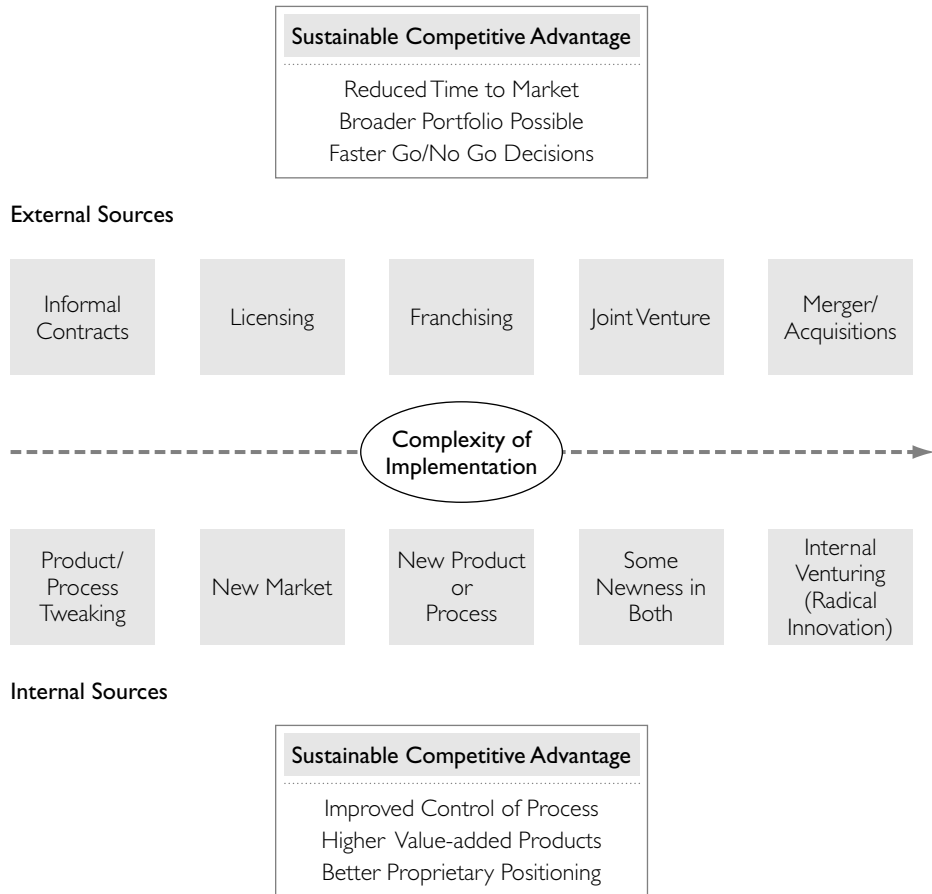 Sustainable Competitive Advantage
Reduced Time to Market
Broader Portfolio Possible
Faster Go/No Go Decisions
External Sources
Informal
Contracts
Licensing
Franchising
Joint Venture
Merger/
Acquisitions
Complexity of
Implementation
Product/
Process
Tweaking
New Market
New Product
or
Process
Some
Newness in
Both
Internal
Venturing
(Radical
Innovation)
Internal Sources
Sustainable Competitive Advantage
Improved Control of Process
Higher Value-added Products
Better Proprietary Positioning